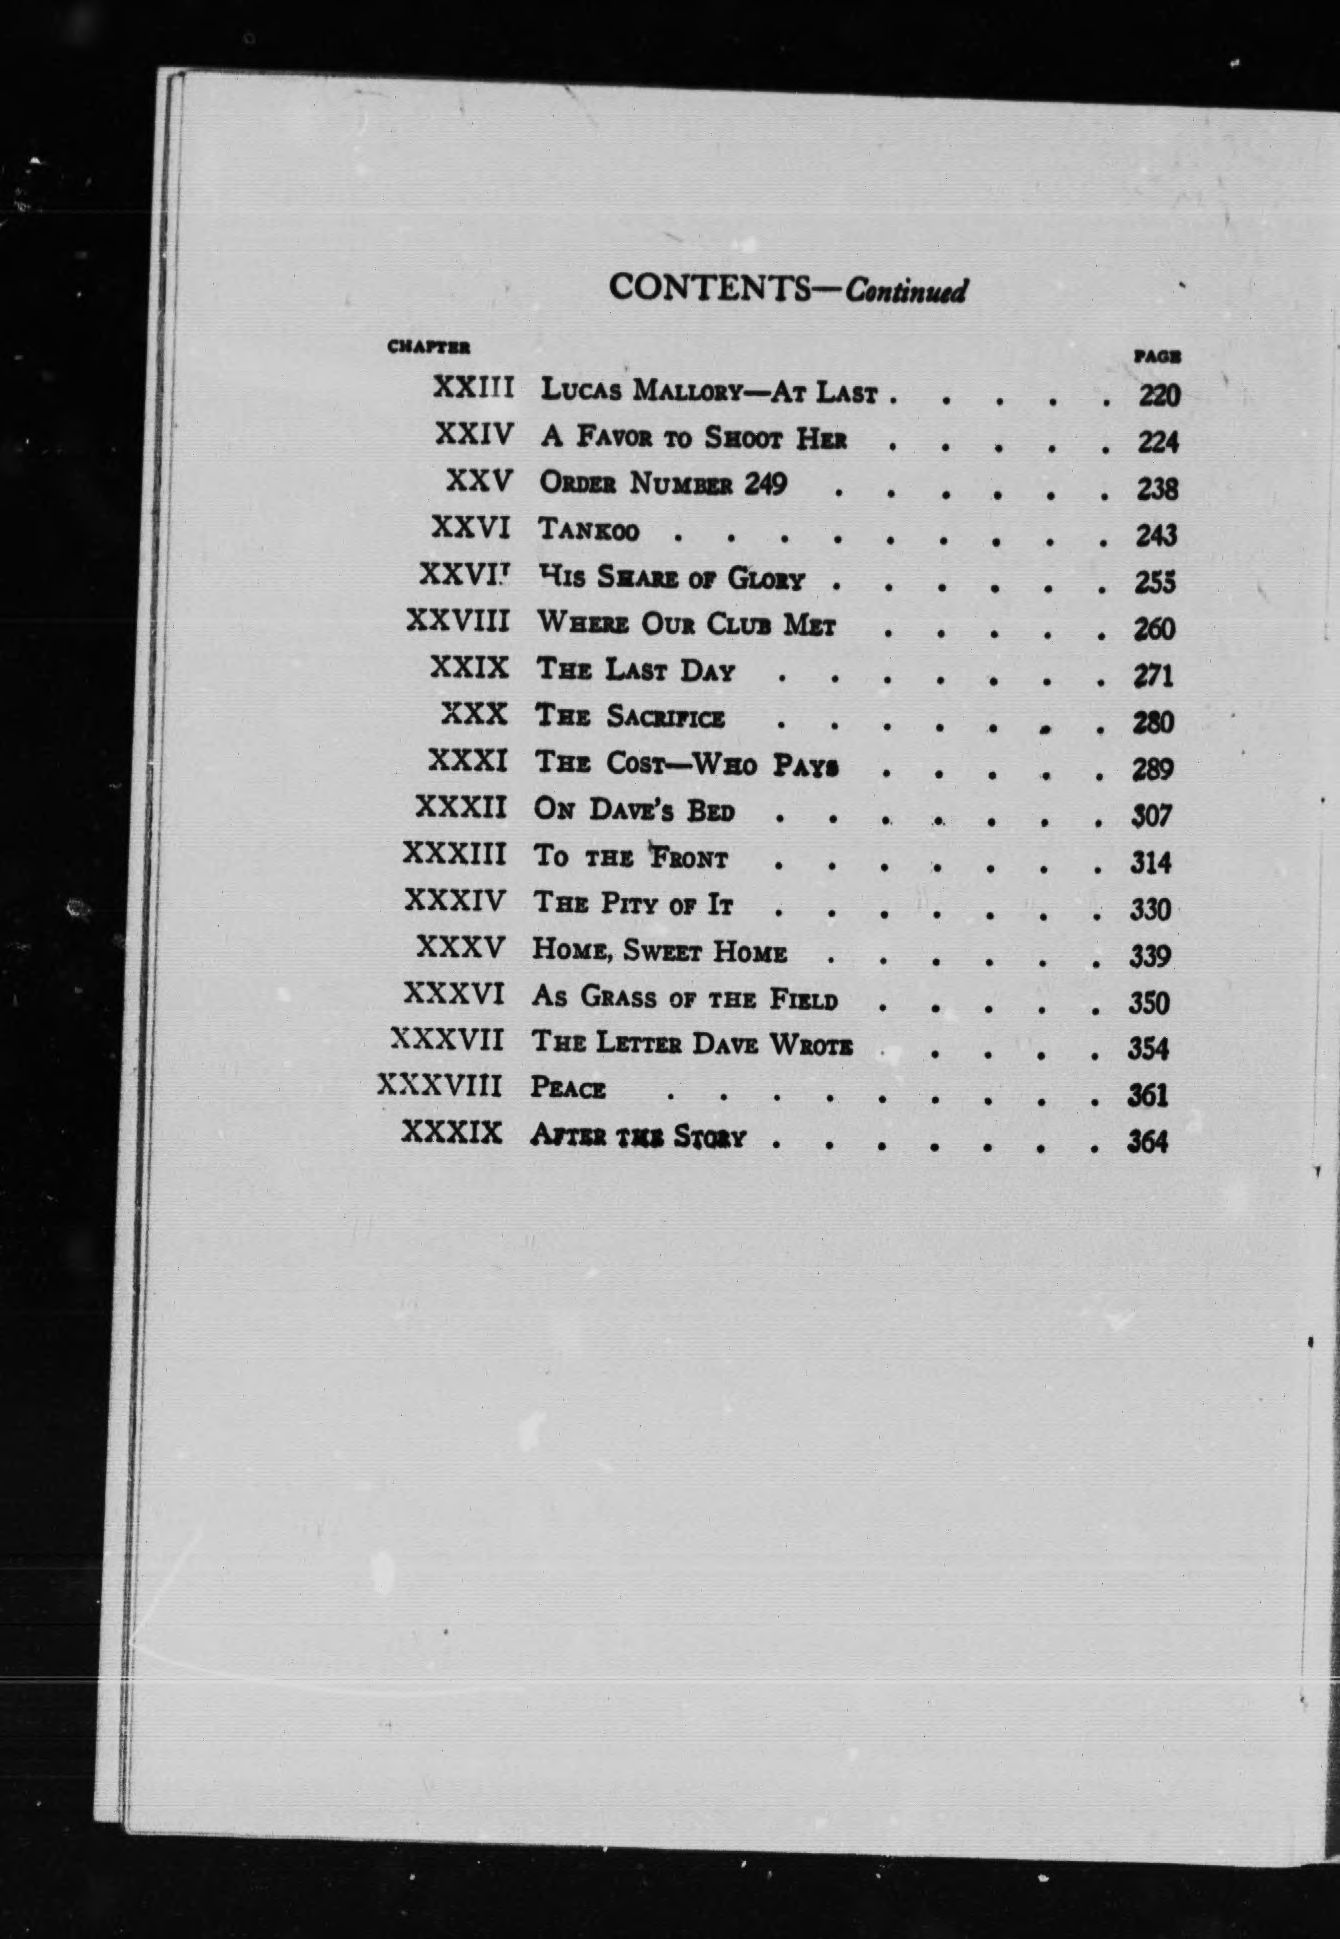 CONTENTS—Continued
CHAPTER PAGE
XXIII LUCAS MALLORY—AT LAST . . . . . 220
XXIV A FAVOR TO SHOOT HER . . . . . 224
XXV ORDER NUMBER 249 . . . . . . 238
XXVI TANKOO . . . . . . . . . 243
XXVII HIS SHARE OF GLORY . . . . . . 255
XXVIII WHERE OUR CLUB MET . . . . . 260
XXIX THE LAST DAY . . . . . . . 271
XXX THE SACRIFICE . . . . . . . 280
XXXI THE COST—WHO PAYS . . . . . 289
XXXII ON DAVE'S BED . . . . . . . 307
XXXIII TO THE FRONT . . . . . . . 314
XXXIV THE PITY OF IT . . . . . . . 330
XXXV HOME, SWEET HOME . . . . . . 339
XXXVI AS GRASS OF THE FIELD . . . . . 350
XXXVII THE LETTER DAVE WROTE . . . . . 354
XXXVIII PEACE . . . . . . . . . 361
XXXIX AFTER THE STORY . . . . . . . 364